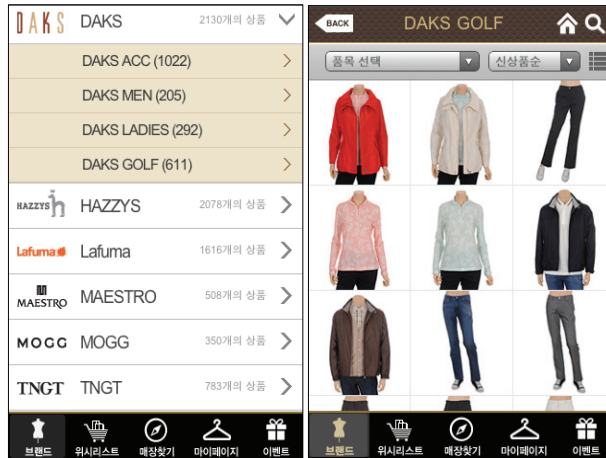 DAKS DAKS 2130개의 상품
DAKS ACC (1022)
DAKS MEN (205)
DAKS LADIES (292)
DAKS GOLF (611)
HAZZYS HAZZYS 2078개의 상품
Lafuma Lafuma 1616개의 상품
MAESTRO MAESTRO 508개의 상품
MOGG MOGG 350개의 상품
TNGT TNGT 783개의 상품
브랜드 위시리스트 매장찾기 마이페이지 이벤트
BACK DAKS GOLF
품목 선택 신상품순
브랜드 위시리스트 매장찾기 마이페이지 이벤트